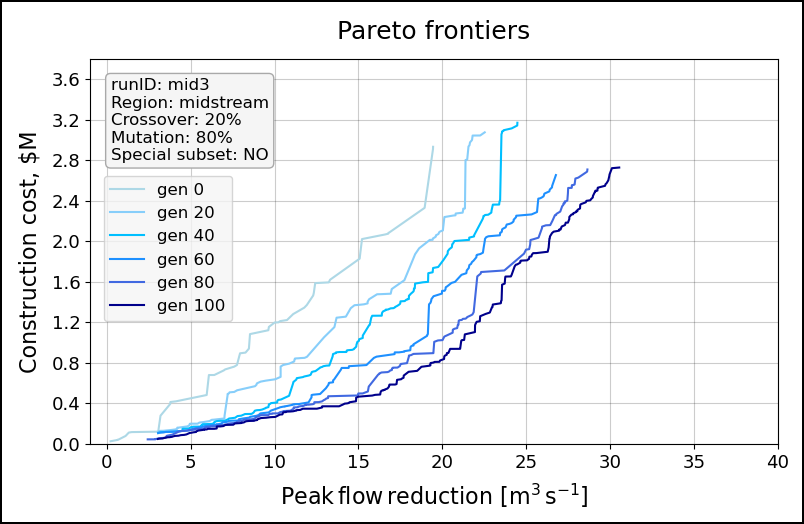 Pareto frontiers
Construction cost, $M
3.6
3.2
2.8
2.4
2.0
1.6
1.2
0.8
0.4
0.0
runID: mid3
Region: midstream
Crossover: 20%
Mutation: 80%
Special subset: NO
gen 0
gen 20
gen 40
gen 60
gen 80
gen 100
0 5 10 15 20 25 30 35 40
Peak flow reduction [m³ s⁻¹]